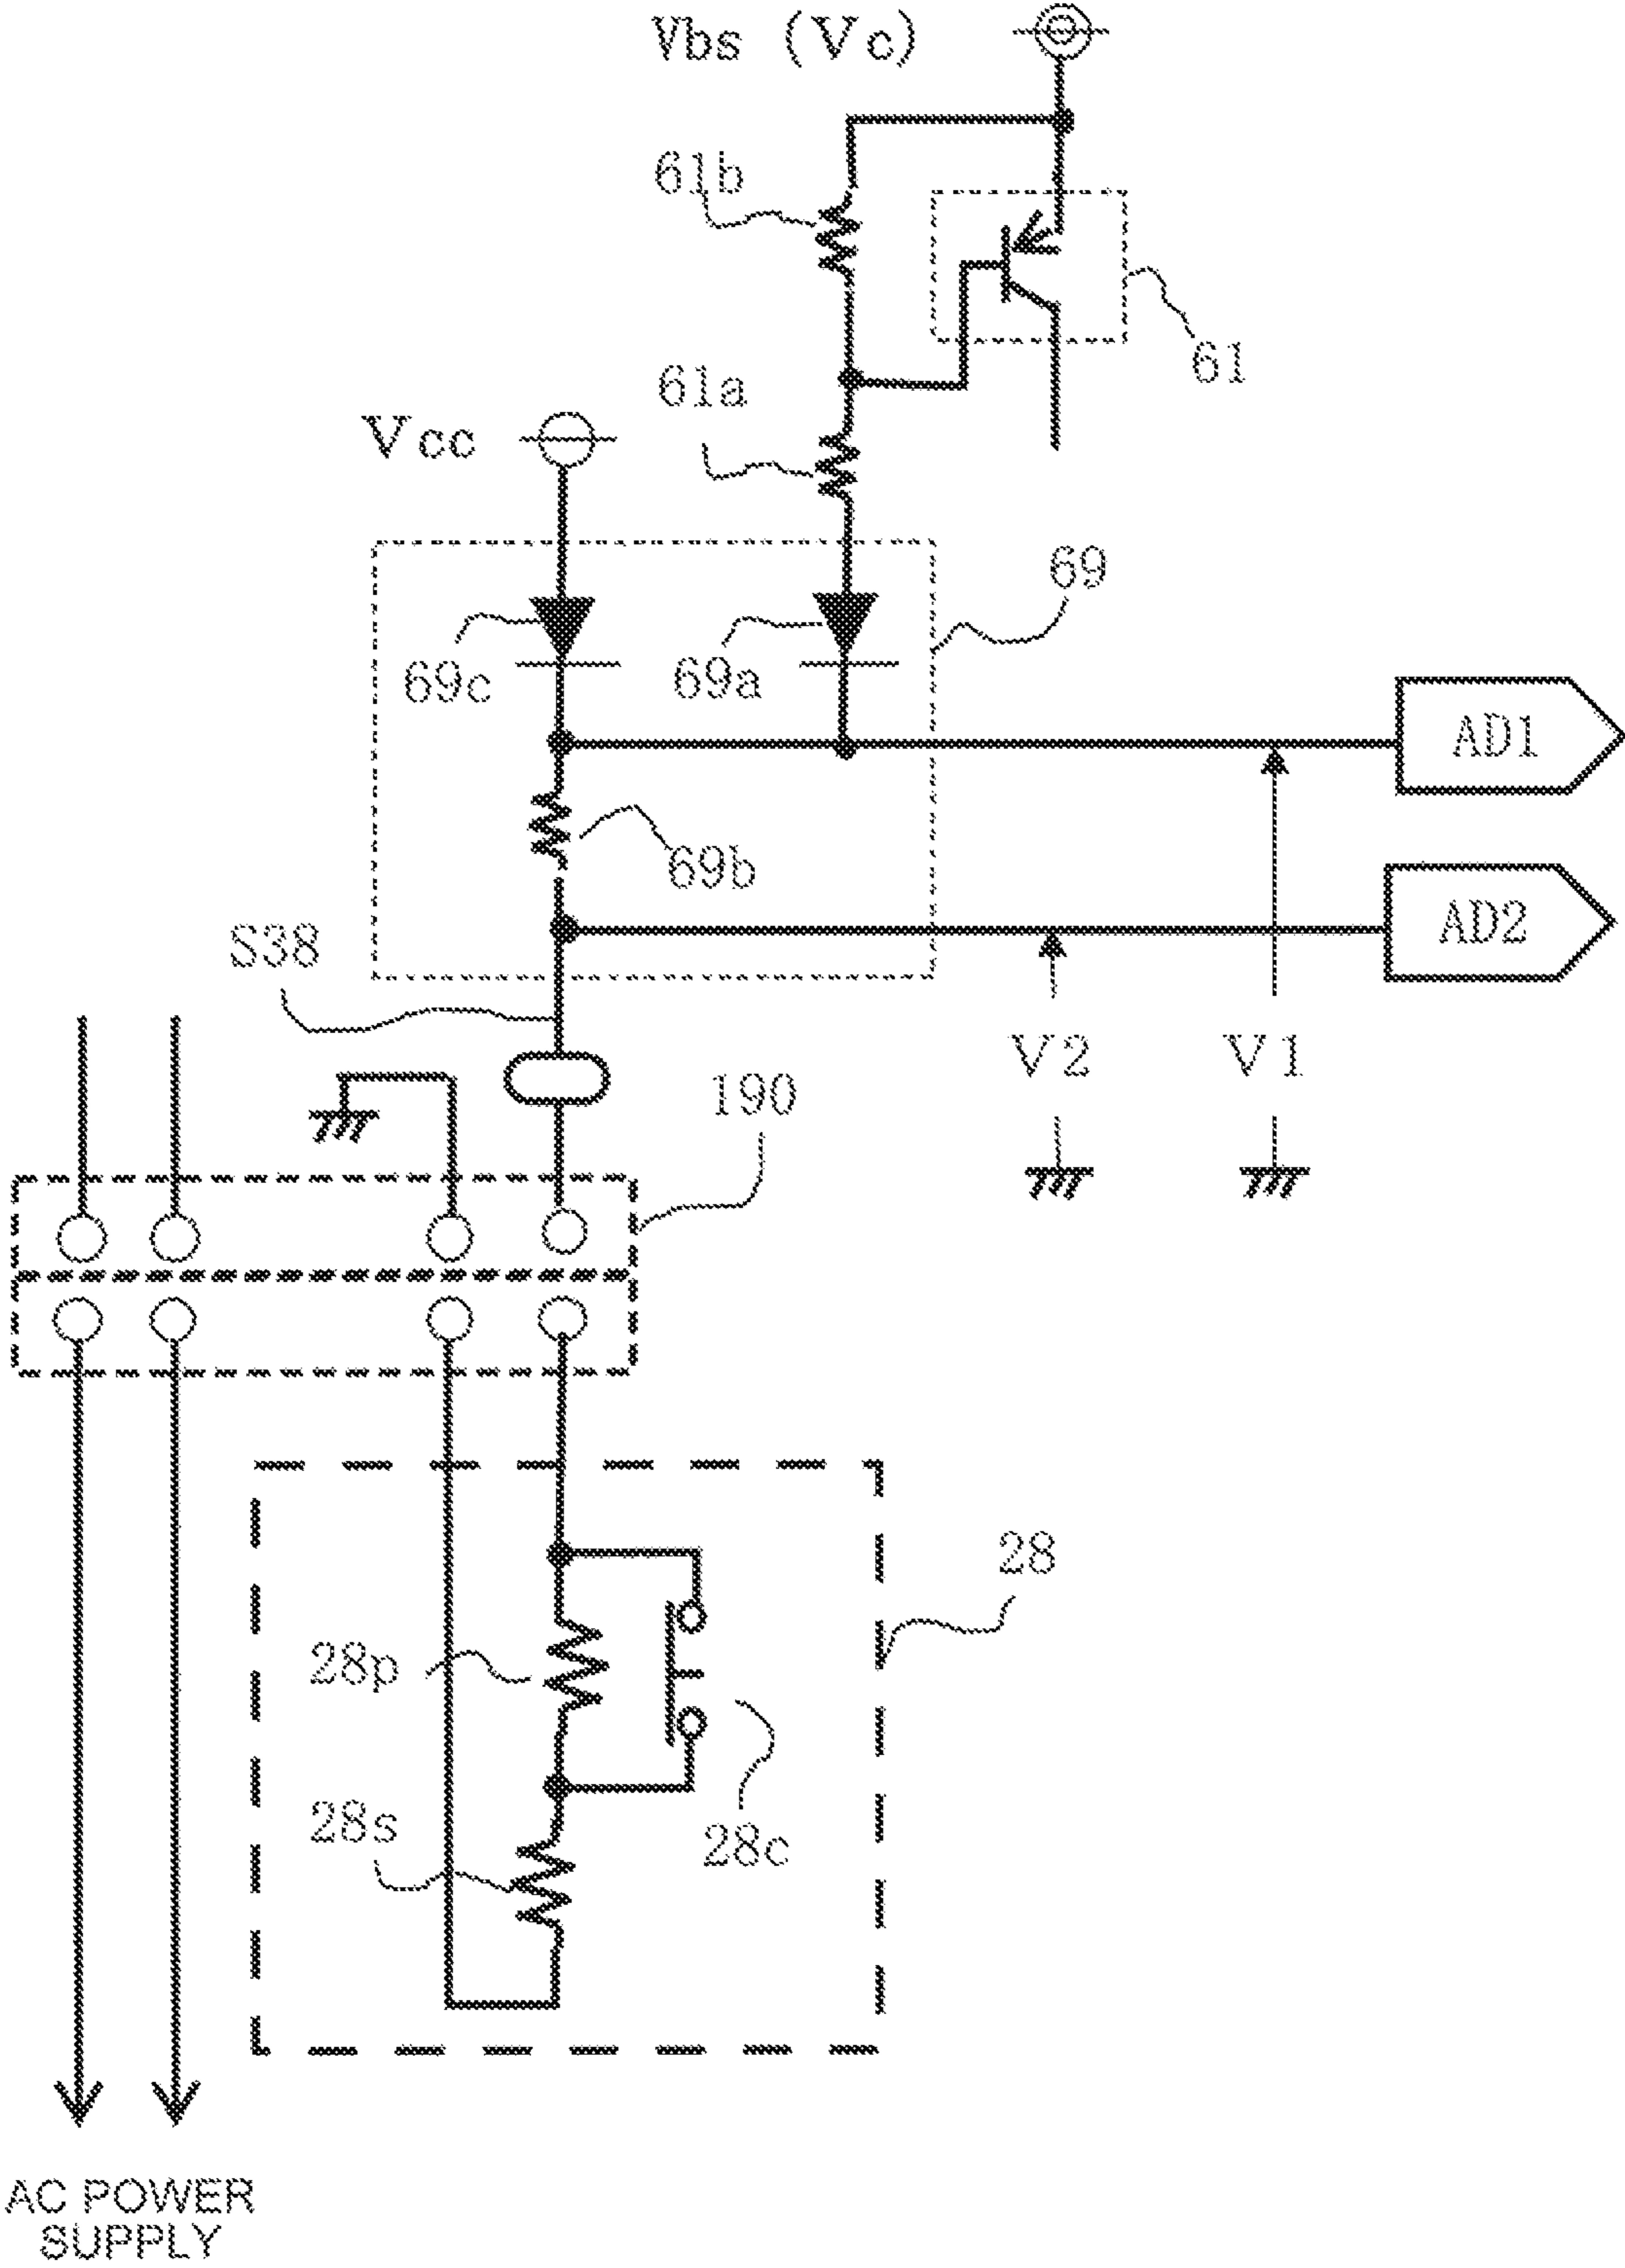 Vbs (Vc)
61b
61
61a
Vcc
69
69c
69a
AD1
69b
AD2
S38
V2
V1
190
28
28p
28s
28c
AC POWER
SUPPLY